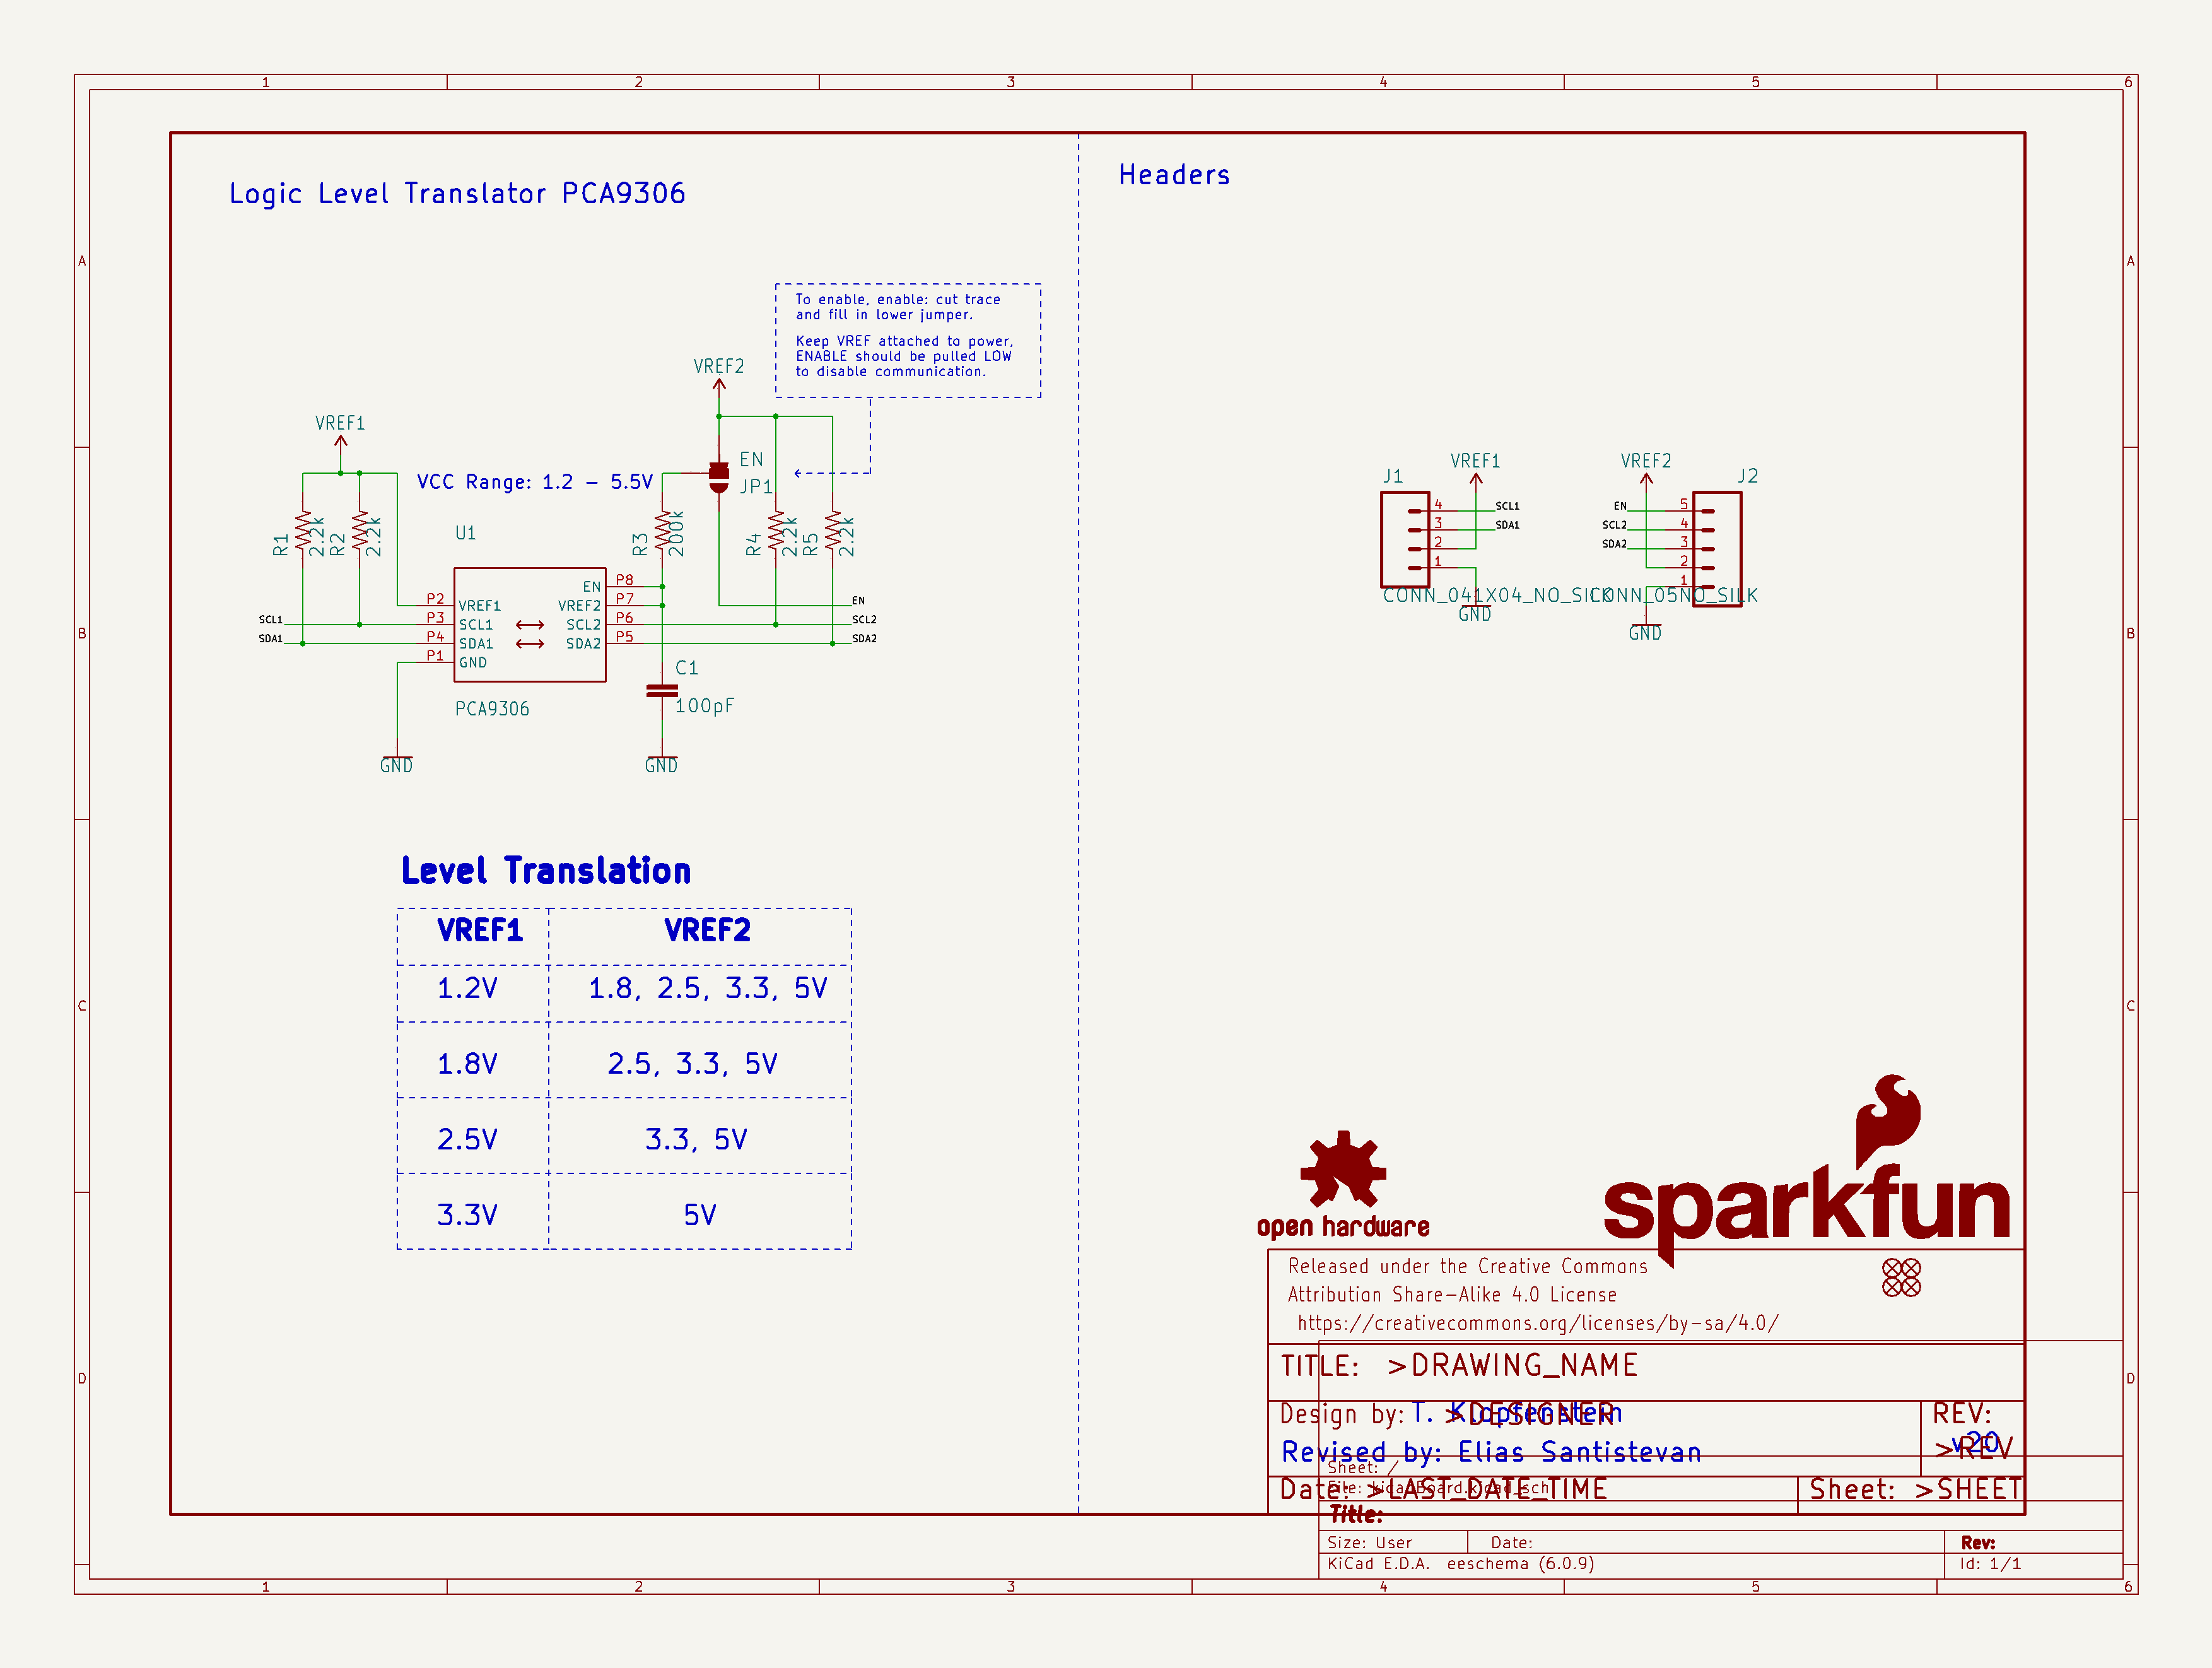 1 2 3 4 5 6
A A
B B
C C
D D
Logic Level Translator PCA9306
Headers
To enable, enable: cut trace
and fill in lower jumper.
Keep VREF attached to power,
ENABLE should be pulled LOW
to disable communication.
VREF2
VREF1
VCC Range: 1.2 - 5.5V
EN
JP1
R1
2.2k
R2
2.2k
R3
200k
R4
2.2k
R5
2.2k
U1
P2 VREF1
P3 SCL1
P4 SDA1
P1 GND
EN P8
VREF2 P7
SCL2 P6
SDA2 P5
SCL1
SDA1
EN
SCL2
SDA2
PCA9306
C1
100pF
GND
GND
J1
VREF1
4 SCL1
3 SDA1
2
1
CONN_041X04_NO_SILK
GND
VREF2
J2
EN 5
SCL2 4
SDA2 3
2
1
CONN_05NO_SILK
GND
Level Translation
VREF1 VREF2
1.2V 1.8, 2.5, 3.3, 5V
1.8V 2.5, 3.3, 5V
2.5V 3.3, 5V
3.3V 5V
open hardware
sparkfun
Released under the Creative Commons
Attribution Share-Alike 4.0 License
https://creativecommons.org/licenses/by-sa/4.0/
TITLE: >DRAWING_NAME
Design by: T. Klopfenstein
>DESIGNER
REV:
v20
>REV
Revised by: Elias Santistevan
Sheet: /
Date: >LAST_DATE_TIME
File: kicadBoard.kicad_sch
Sheet: >SHEET
Title:
Size: User Date: Rev:
KiCad E.D.A. eeschema (6.0.9) Id: 1/1
1 2 3 4 5 6